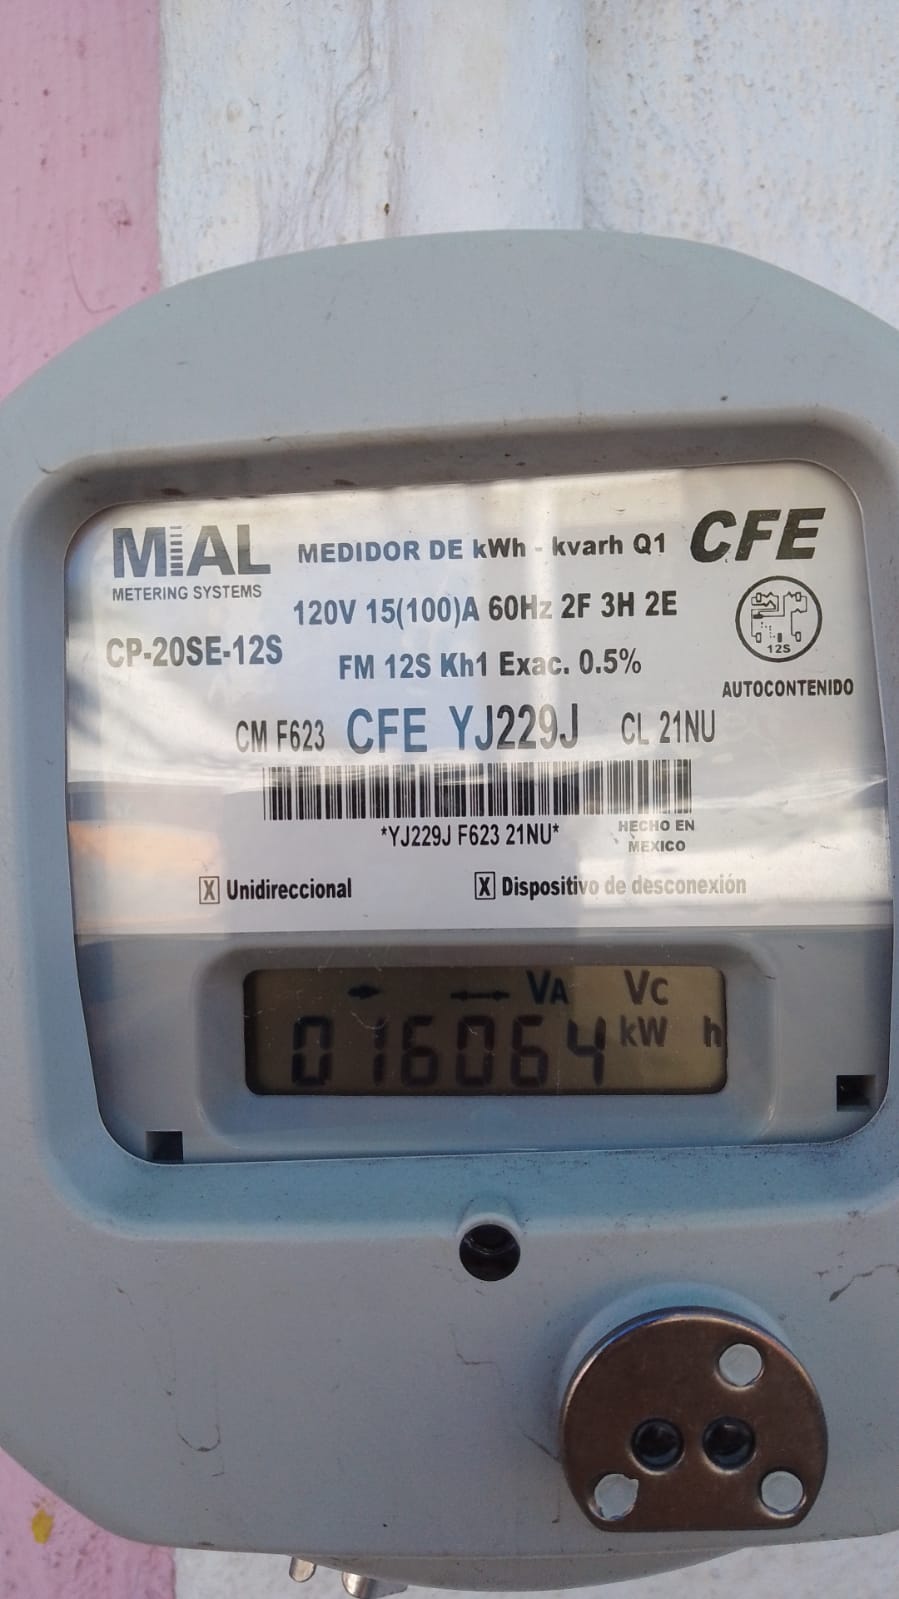 MIAL
METERING SYSTEMS
MEDIDOR DE kWh - kvarh Q1
CFE
120V 15(100)A 60Hz 2F 3H 2E
CP-20SE-12S
FM 12S Kh1 Exac. 0.5%
12S
AUTOCONTENIDO
CM F623 CFE YJ229J CL 21NU
*YJ229J F623 21NU*
HECHO EN
MEXICO
X Unidireccional
X Dispositivo de desconexión
VA VC
016064 kW h